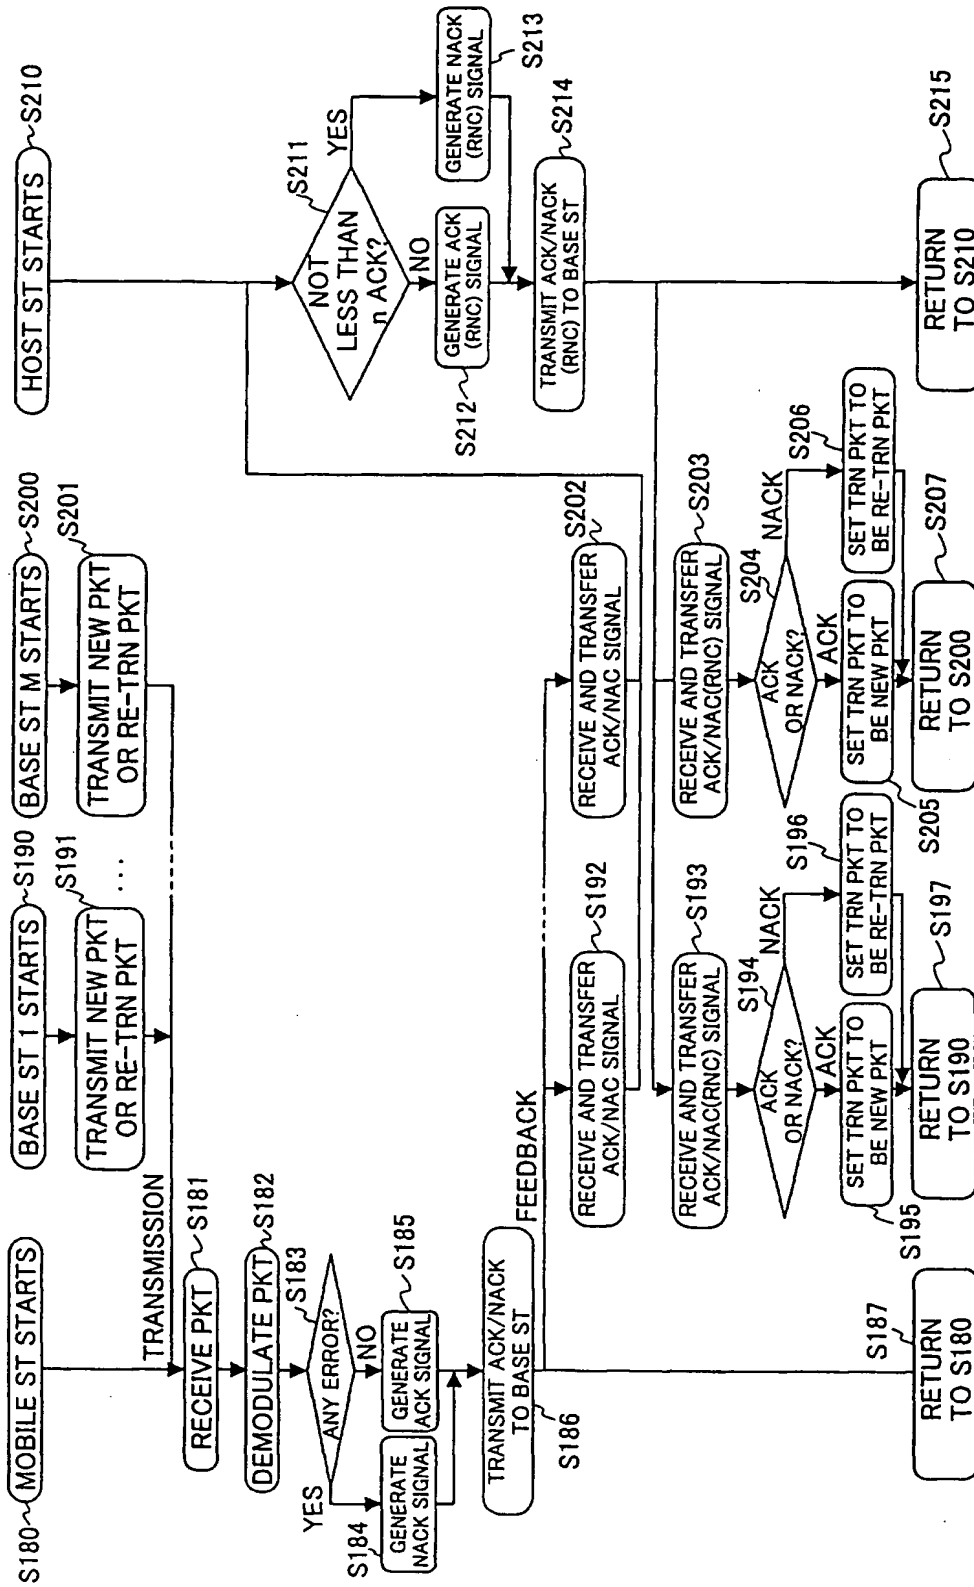 S180
MOBILE ST STARTS
TRANSMISSION
RECEIVE PKT
S181
DEMODULATE PKT
S182
S183
ANY ERROR?
YES
NO
S184
GENERATE
NACK SIGNAL
GENERATE
ACK SIGNAL
S185
TRANSMIT ACK/NACK
TO BASE ST
S186
FEEDBACK
S187
RETURN
TO S180
BASE ST 1 STARTS
S190
TRANSMIT NEW PKT
OR RE-TRN PKT
S191
...
RECEIVE AND TRANSFER
ACK/NAC SIGNAL
S192
RECEIVE AND TRANSFER
ACK/NAC(RNC) SIGNAL
S193
ACK
OR NACK?
S194
NACK
ACK
SET TRN PKT TO
BE NEW PKT
S195
S196
SET TRN PKT TO
BE RE-TRN PKT
RETURN
TO S190
S197
BASE ST M STARTS
S200
TRANSMIT NEW PKT
OR RE-TRN PKT
S201
RECEIVE AND TRANSFER
ACK/NAC SIGNAL
S202
RECEIVE AND TRANSFER
ACK/NAC(RNC) SIGNAL
S203
ACK
OR NACK?
S204
NACK
ACK
SET TRN PKT TO
BE NEW PKT
S205
S206
SET TRN PKT TO
BE RE-TRN PKT
RETURN
TO S200
S207
HOST ST STARTS
S210
NOT
LESS THAN
n ACK?
S211
YES
NO
GENERATE ACK
(RNC) SIGNAL
S212
GENERATE NACK
(RNC) SIGNAL
S213
TRANSMIT ACK/NACK
(RNC) TO BASE ST
S214
RETURN
TO S210
S215